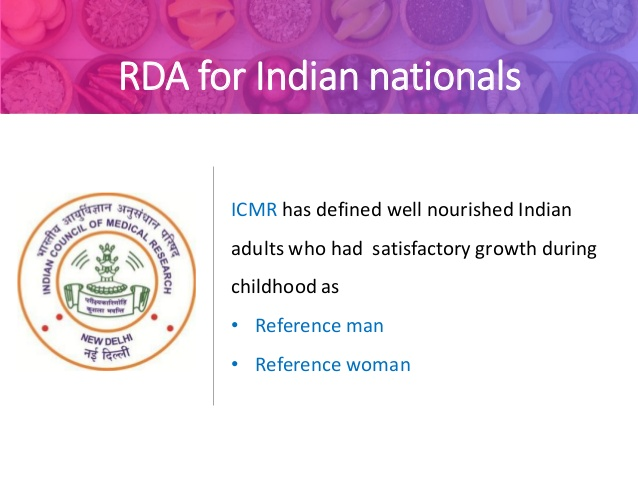 RDA for Indian nationals
भारतीय आयुर्विज्ञान अनुसंधान परिषद
INDIAN COUNCIL OF MEDICAL RESEARCH
NEW DELHI
नई दिल्ली
ICMR has defined well nourished Indian
adults who had satisfactory growth during
childhood as
• Reference man
• Reference woman